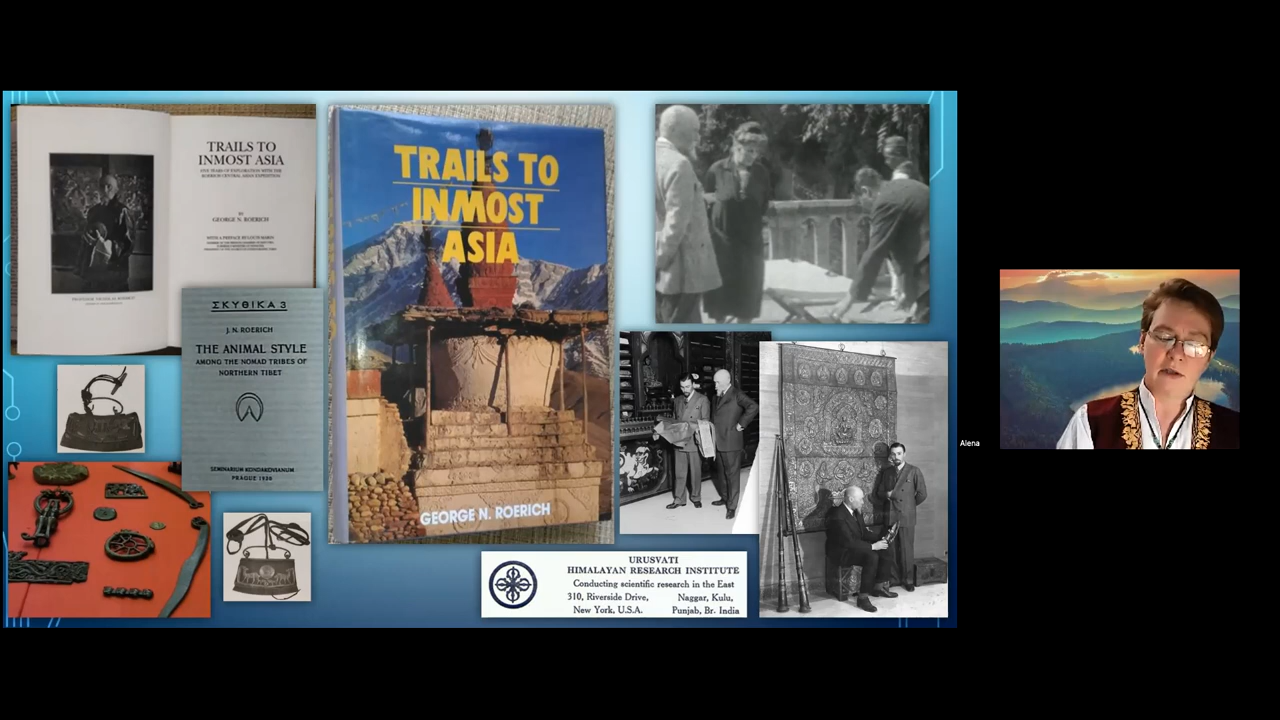 TRAILS TO
INMOST ASIA
FIVE YEARS OF EXPLORATION WITH THE
ROERICH CENTRAL ASIAN EXPEDITION
BY
GEORGE N. ROERICH
WITH A PREFACE BY LOUIS MARIN
ΣΚΥΘΙΚΑ 3
J. N. ROERICH
THE ANIMAL STYLE
AMONG THE NOMAD TRIBES OF
NORTHERN TIBET
SEMINARIUM KONDAKOVIANUM
PRAGUE
TRAILS TO
INMOST
ASIA
GEORGE N. ROERICH
URUSVATI
HIMALAYAN RESEARCH INSTITUTE
Conducting scientific research in the East
310, Riverside Drive, Naggar, Kulu,
New York, U.S.A. Punjab, Br. India
Alena